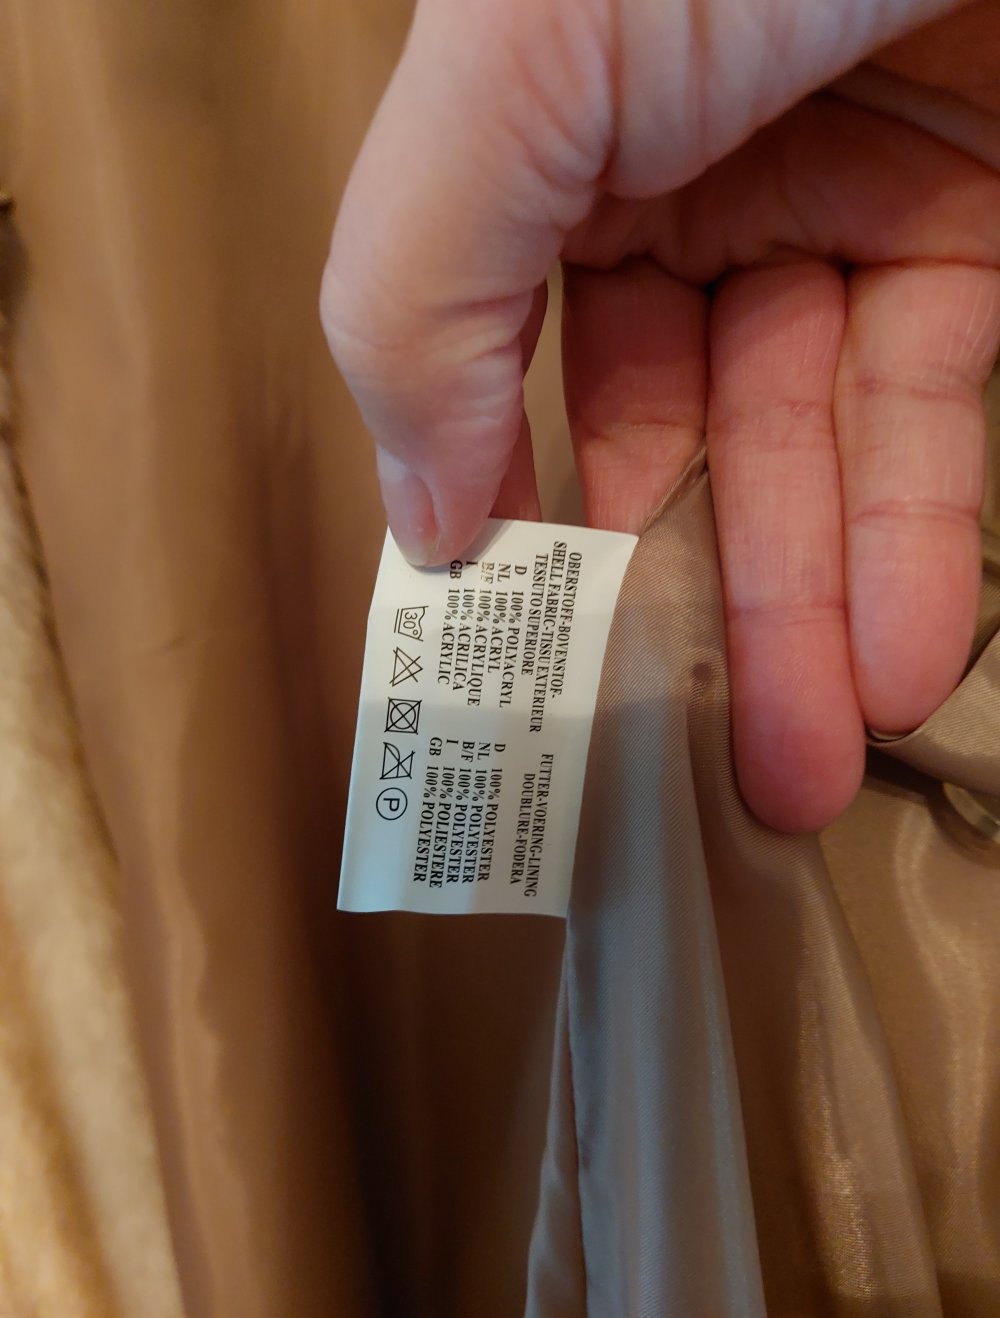 OBERSTOFF-BOVENSTOF-
SHELL FABRIC-TISSU EXTERIEUR
TESSUTO SUPERIORE
D 100% POLYACRYL
NL 100% ACRYL
B/F 100% ACRYLIQUE
I 100% ACRILICA
GB 100% ACRYLIC
FUTTER-VOERING-LINING
DOUBLURE-FODERA
D 100% POLYESTER
NL 100% POLYESTER
B/F 100% POLYESTER
I 100% POLIESTERE
GB 100% POLYESTER
30°
P